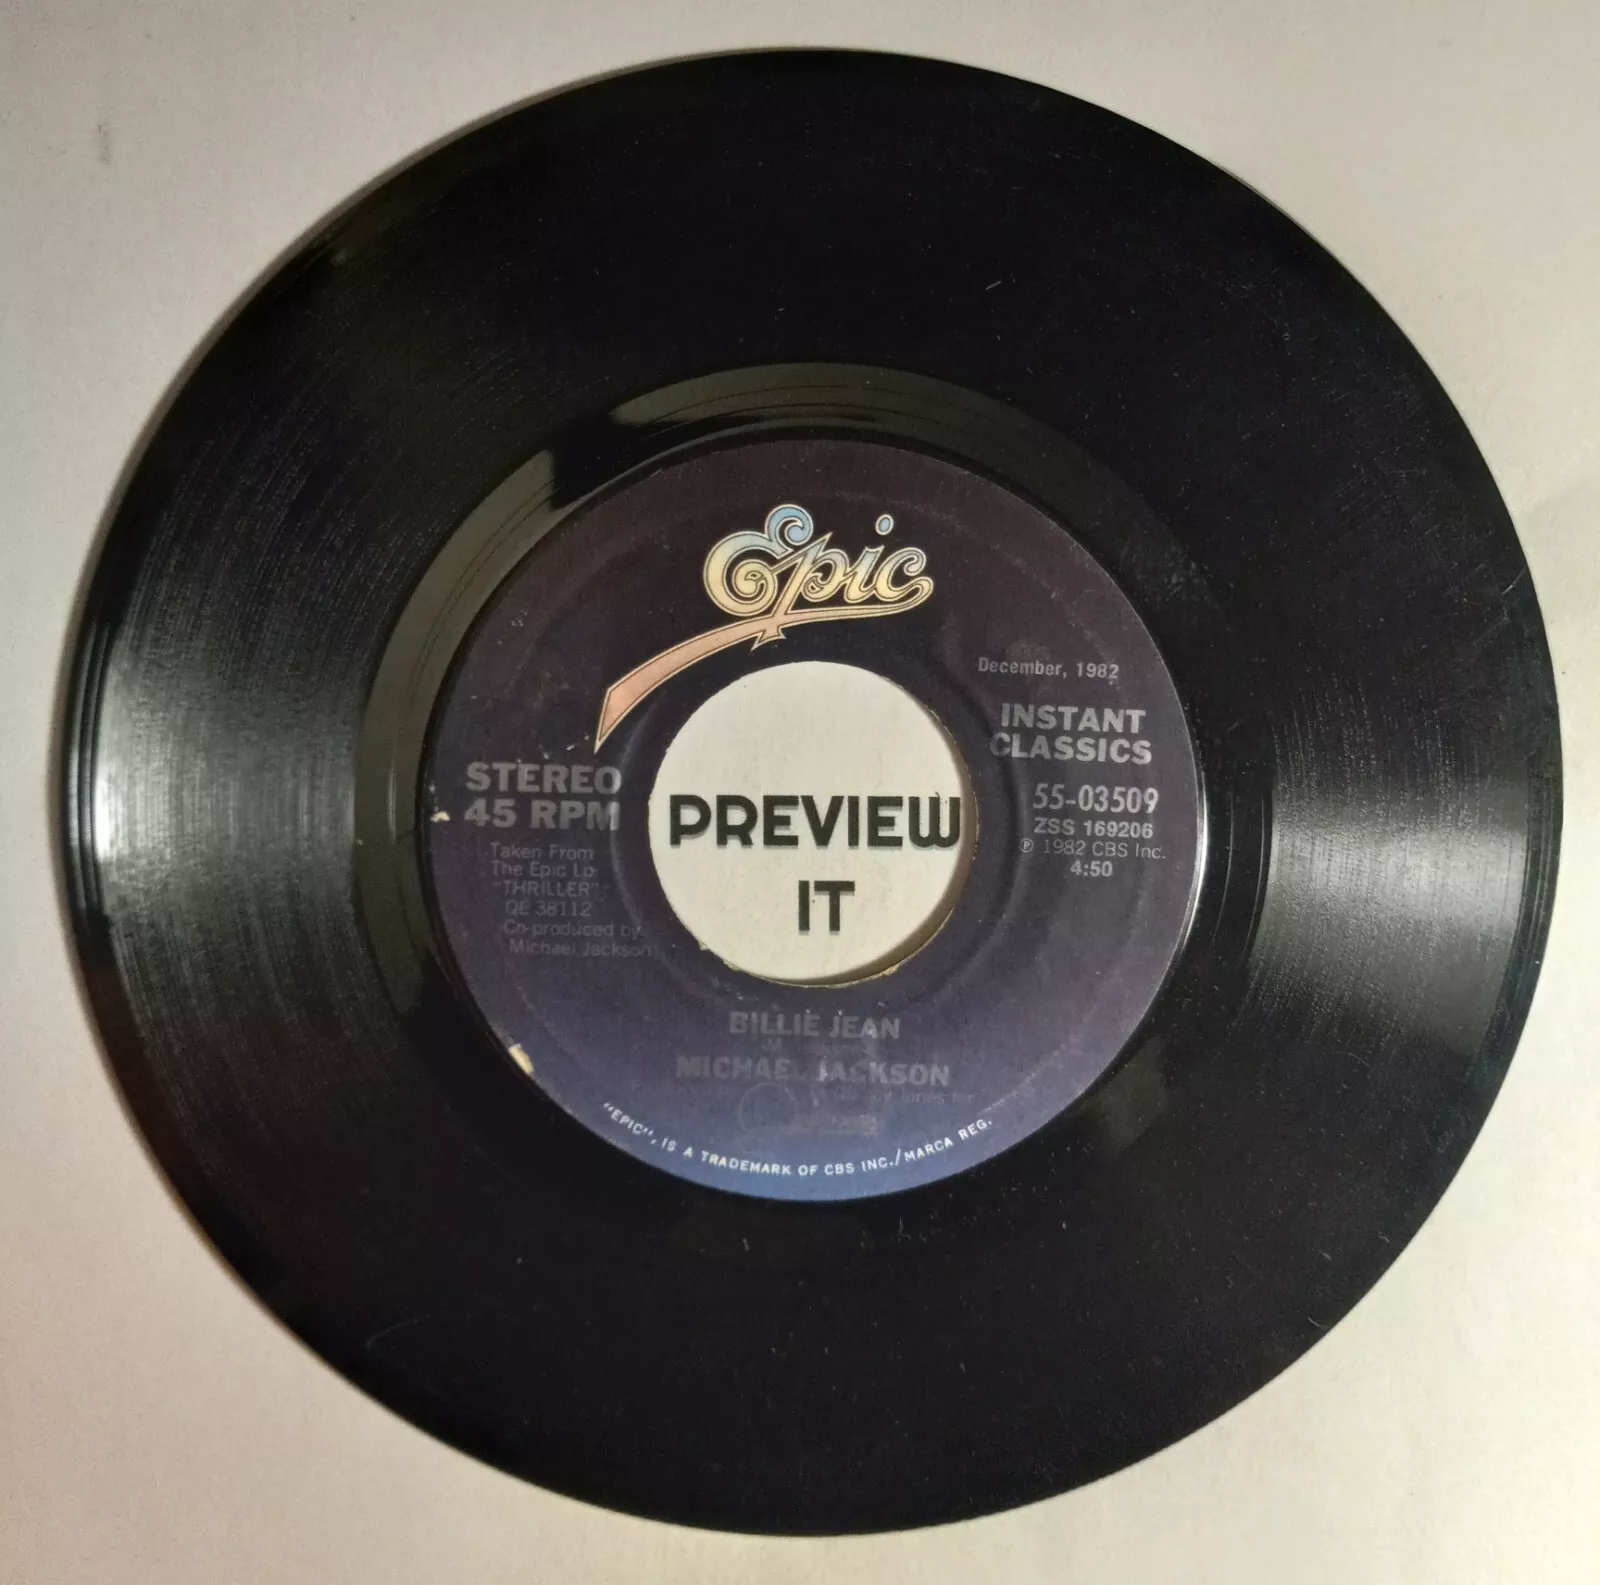 Epic
December, 1982
INSTANT
CLASSICS
55-03509
ZSS 169206
℗ 1982 CBS Inc.
4:50
STEREO
45 RPM
Taken From
The Epic Lp:
"THRILLER"
QE 38112
Co-produced by:
Michael Jackson
PREVIEW
IT
BILLIE JEAN
MICHAEL JACKSON
"EPIC", IS A TRADEMARK OF CBS INC./MARCA REG.